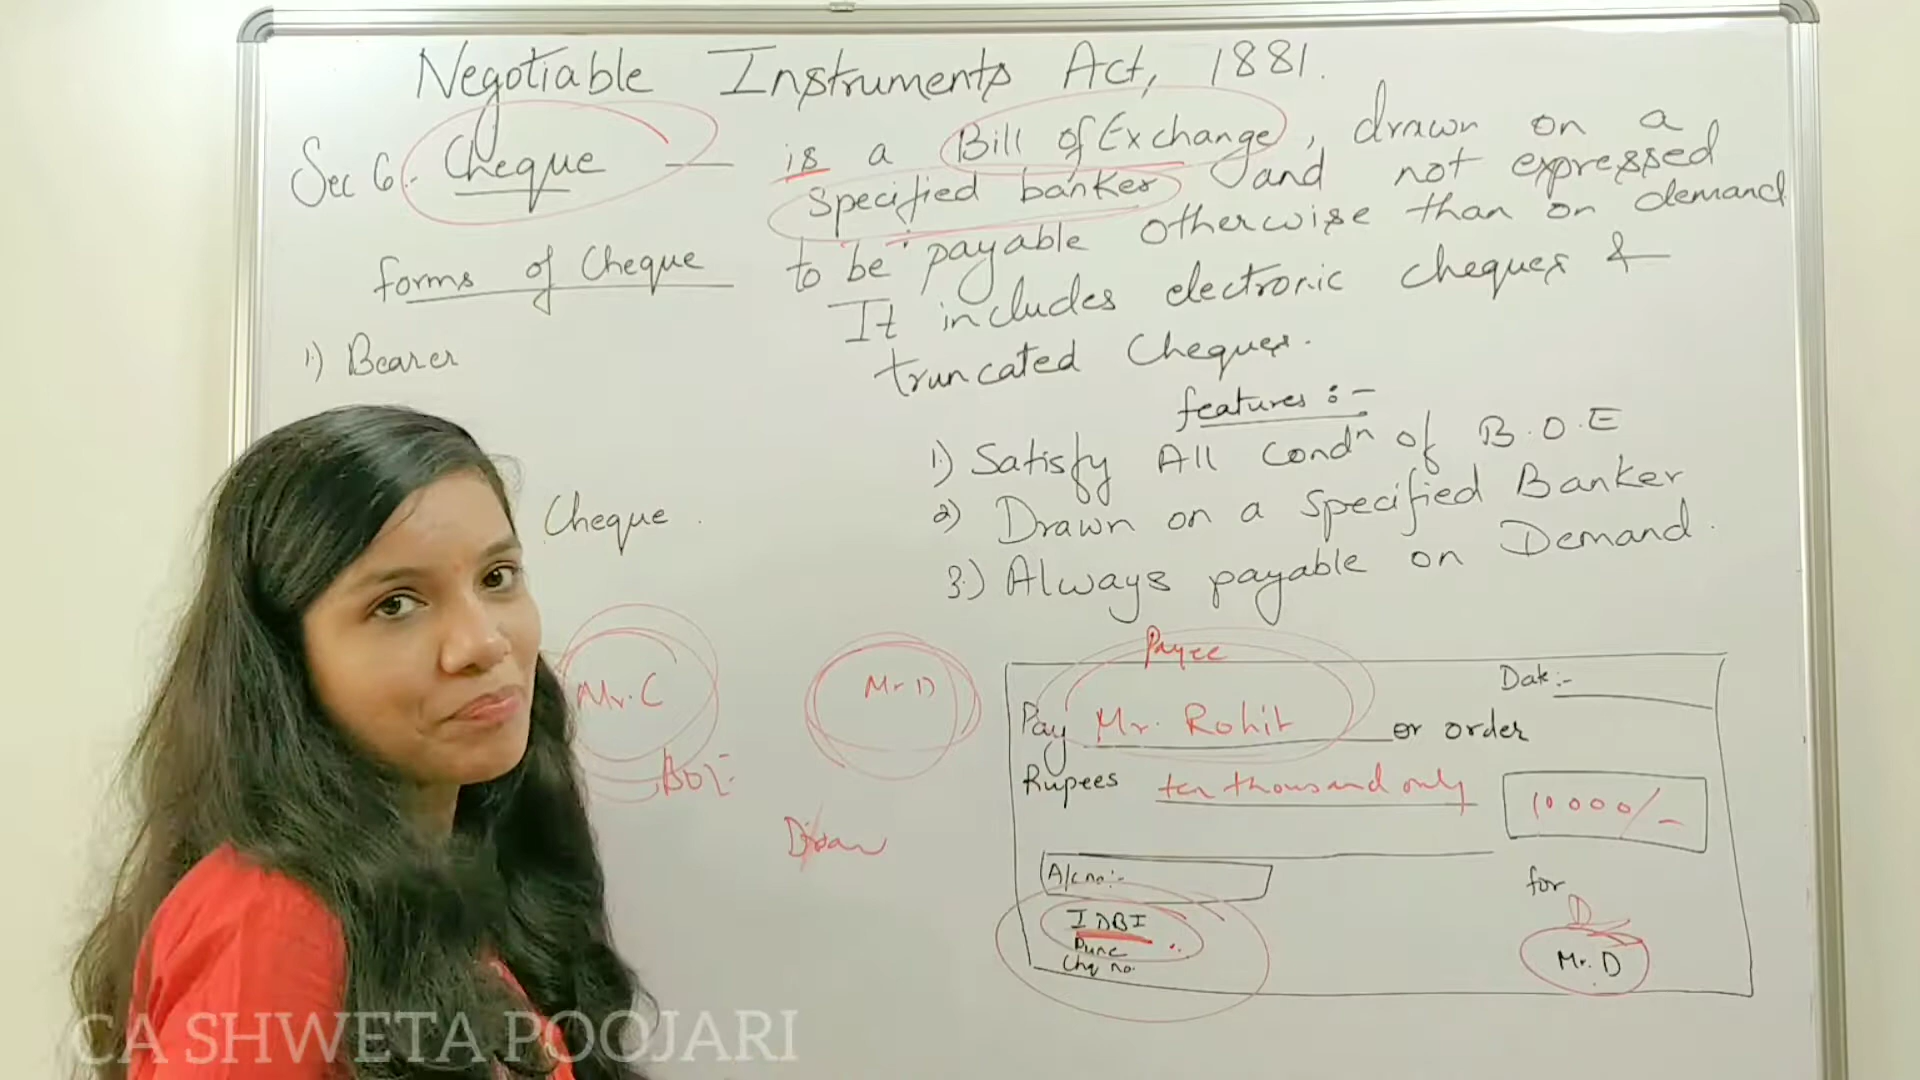 Negotiable Instruments Act, 1881.
Sec 6:- Cheque — is a Bill of Exchange, drawn on a
specified banker and not expressed
to be payable otherwise than on demand
It includes electronic cheques &
truncated Cheques.
forms of Cheque
1) Bearer
Cheque
features :-
1) Satisfy All Condn of B.O.E
2) Drawn on a specified Banker
3) Always payable on Demand.
Mr. C
Mr D
Payee
Date:-
Pay Mr. Rohit or order
Rupees ten thousand only
10000/-
A/c no:-
IDBI
Pune
Chq no.
for
D
Mr. D
CA SHWETA POOJARI